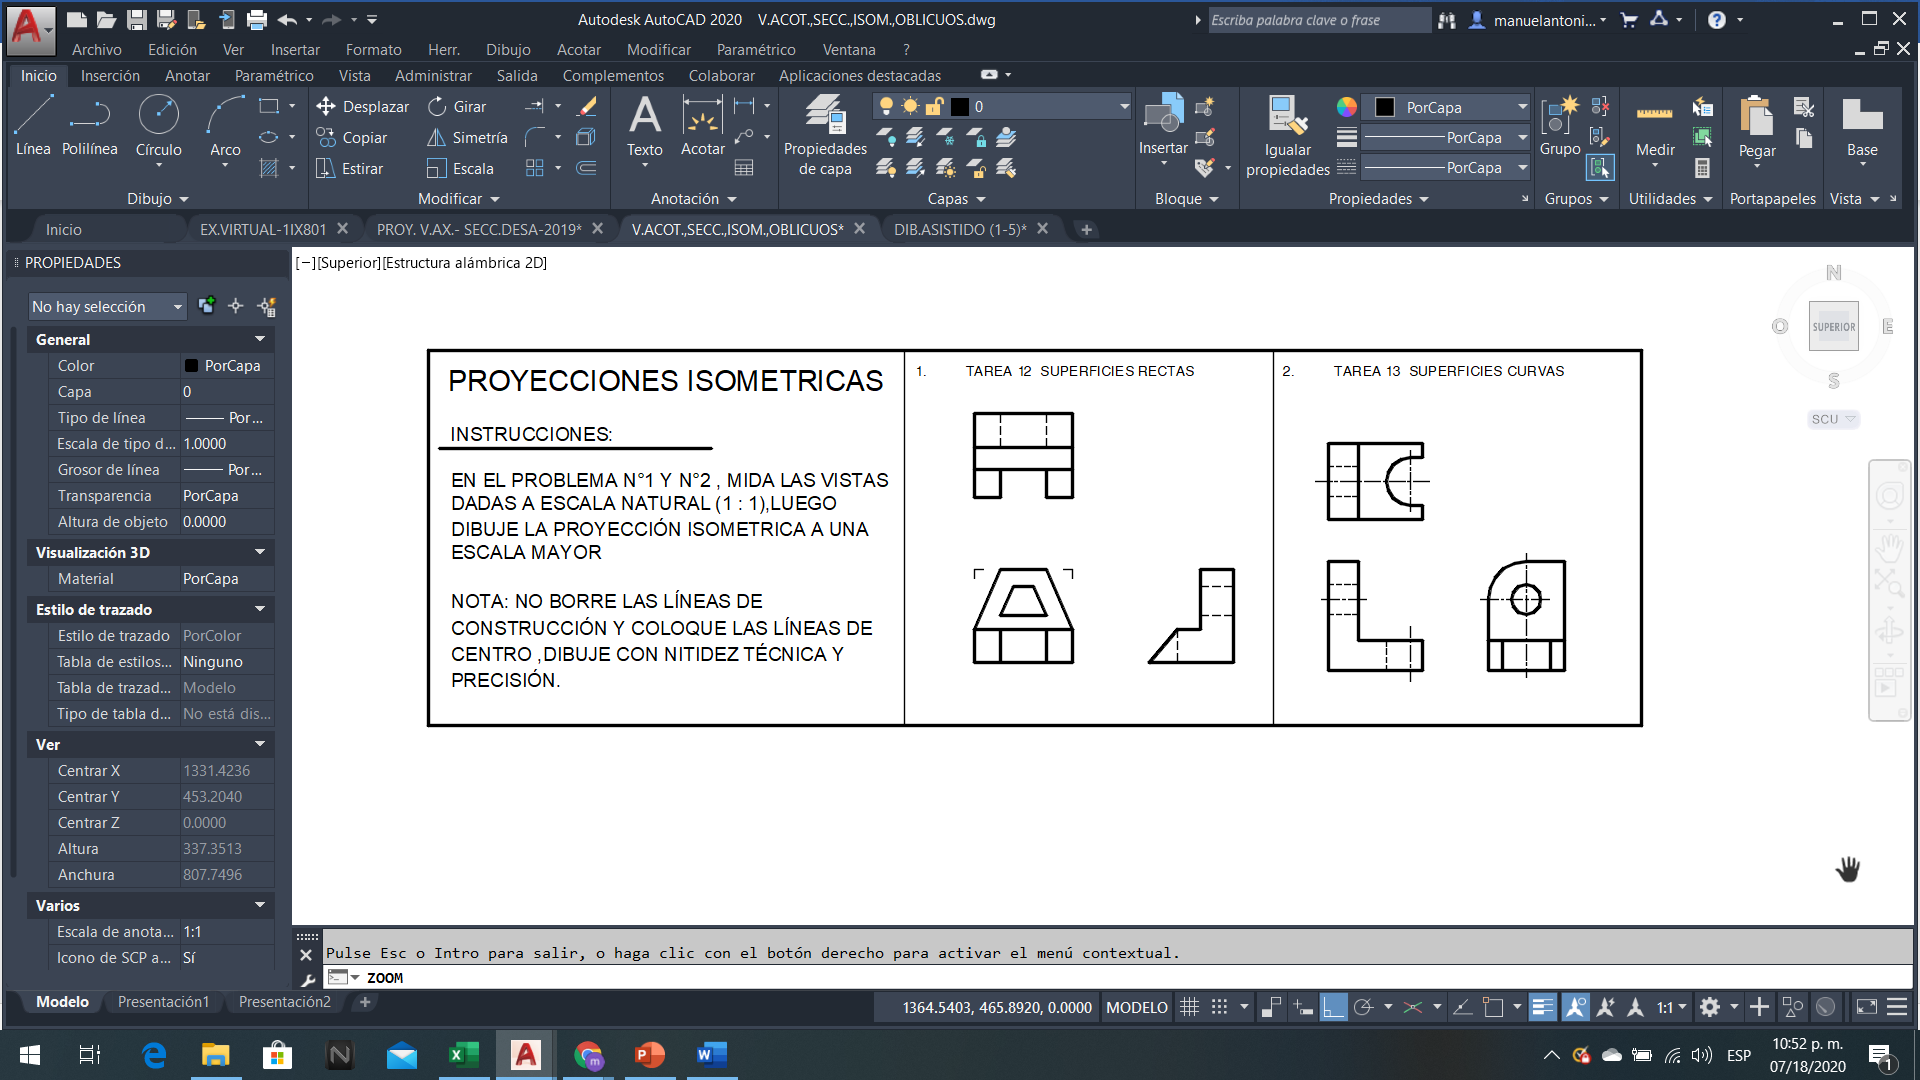 Autodesk AutoCAD 2020 V.ACOT.,SECC.,ISOM.,OBLICUOS.dwg
Escriba palabra clave o frase
manuelantoni...
Archivo Edición Ver Insertar Formato Herr. Dibujo Acotar Modificar Paramétrico Ventana ?
Inicio Inserción Anotar Paramétrico Vista Administrar Salida Complementos Colaborar Aplicaciones destacadas
Línea Polilínea Círculo Arco
Desplazar Girar
Copiar Simetría
Estirar Escala
Texto Acotar
Propiedades de capa
0
Insertar
Igualar propiedades
PorCapa
PorCapa
PorCapa
Grupo
Medir
Pegar
Base
Dibujo Modificar Anotación Capas Bloque Propiedades Grupos Utilidades Portapapeles Vista
Inicio EX.VIRTUAL-1IX801 PROY. V.AX.- SECC.DESA-2019* V.ACOT.,SECC.,ISOM.,OBLICUOS* DIB.ASISTIDO (1-5)*
PROPIEDADES
No hay selección
General
Color PorCapa
Capa 0
Tipo de línea Por...
Escala de tipo d... 1.0000
Grosor de línea Por...
Transparencia PorCapa
Altura de objeto 0.0000
Visualización 3D
Material PorCapa
Estilo de trazado
Estilo de trazado PorColor
Tabla de estilos... Ninguno
Tabla de trazad... Modelo
Tipo de tabla d... No está dis...
Ver
Centrar X 1331.4236
Centrar Y 453.2040
Centrar Z 0.0000
Altura 337.3513
Anchura 807.7496
Varios
Escala de anota... 1:1
Icono de SCP a... Sí
[−][Superior][Estructura alámbrica 2D]
PROYECCIONES ISOMETRICAS
INSTRUCCIONES:
EN EL PROBLEMA N°1 Y N°2 , MIDA LAS VISTAS
DADAS A ESCALA NATURAL (1 : 1),LUEGO
DIBUJE LA PROYECCIÓN ISOMETRICA A UNA
ESCALA MAYOR
NOTA: NO BORRE LAS LÍNEAS DE
CONSTRUCCIÓN Y COLOQUE LAS LÍNEAS DE
CENTRO ,DIBUJE CON NITIDEZ TÉCNICA Y
PRECISIÓN.
1. TAREA 12 SUPERFICIES RECTAS
2. TAREA 13 SUPERFICIES CURVAS
N
O SUPERIOR E
S
SCU
Pulse Esc o Intro para salir, o haga clic con el botón derecho para activar el menú contextual.
ZOOM
Modelo Presentación1 Presentación2
1364.5403, 465.8920, 0.0000 MODELO
1:1
ESP
10:52 p. m.
07/18/2020
1